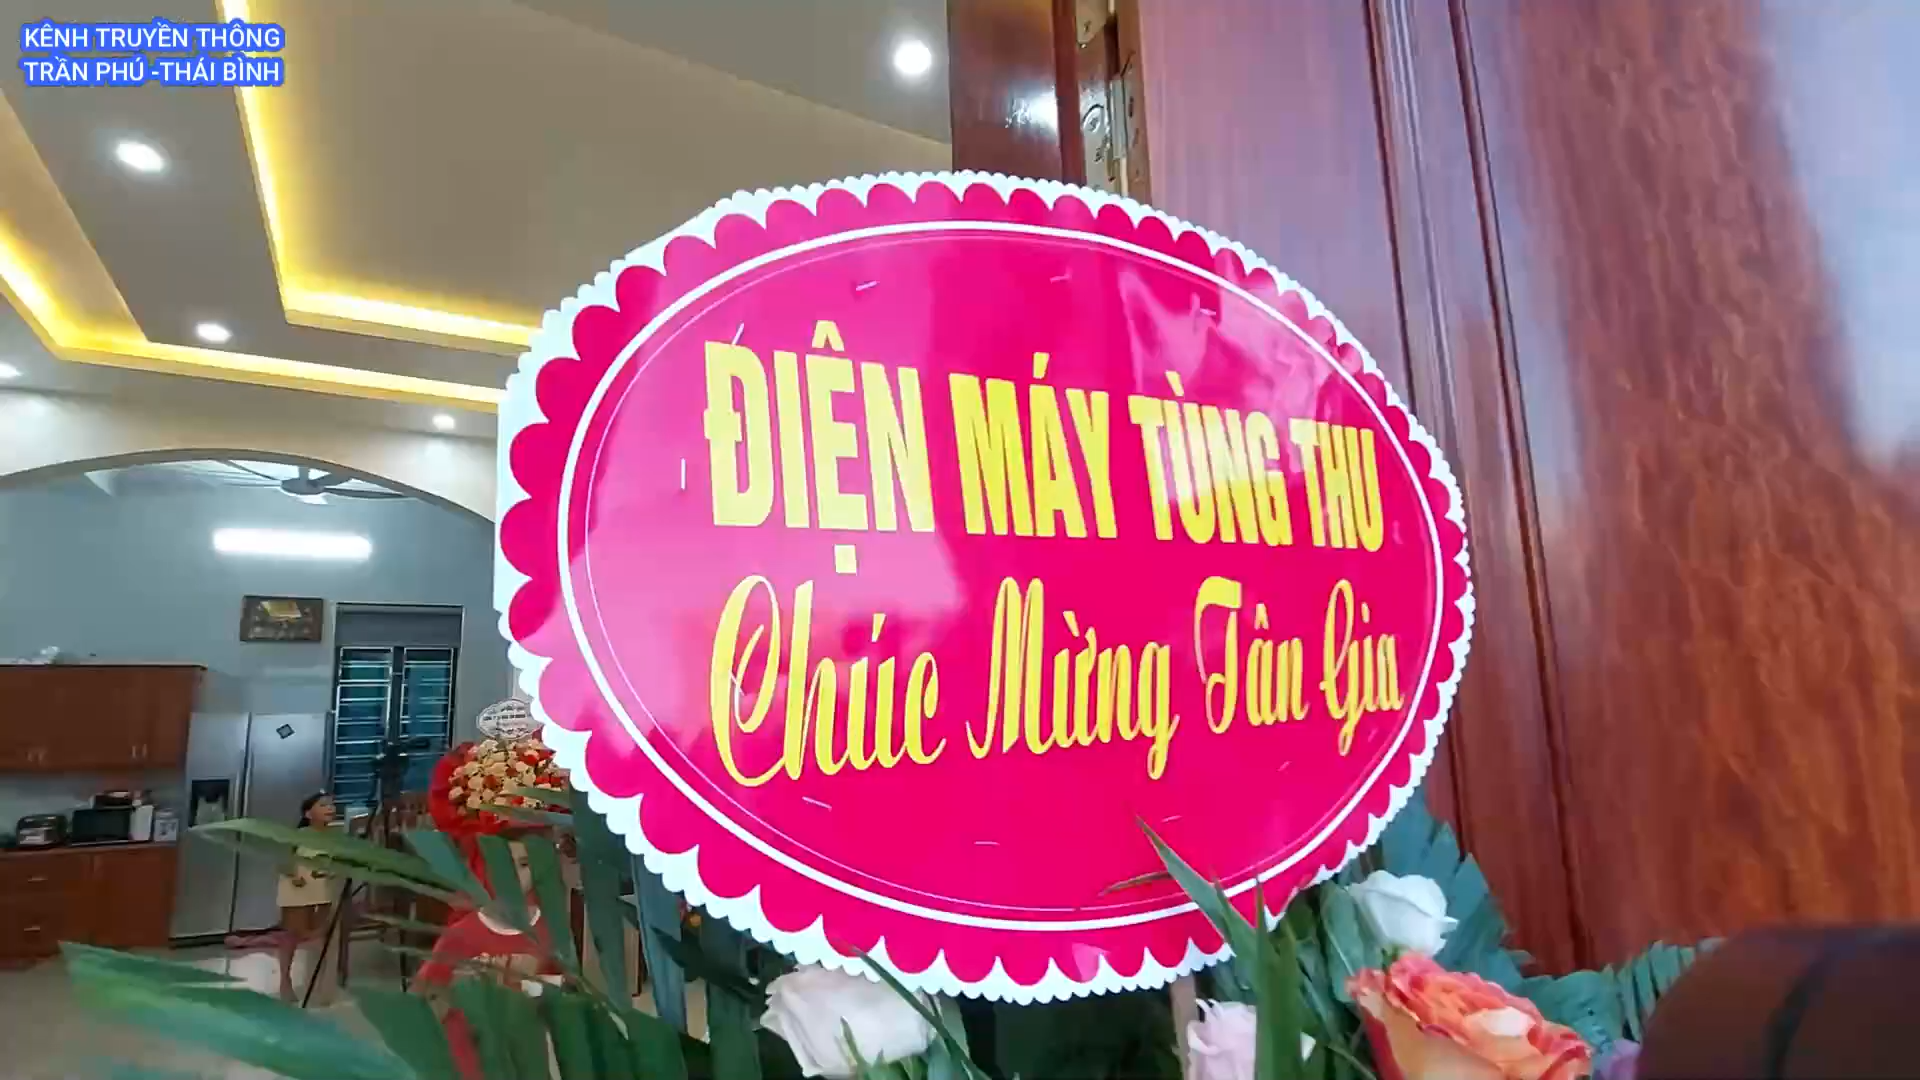 KÊNH TRUYỀN THÔNG
TRẦN PHÚ -THÁI BÌNH
ĐIỆN MÁY TÙNG THU
Chúc Mừng Tân Gia